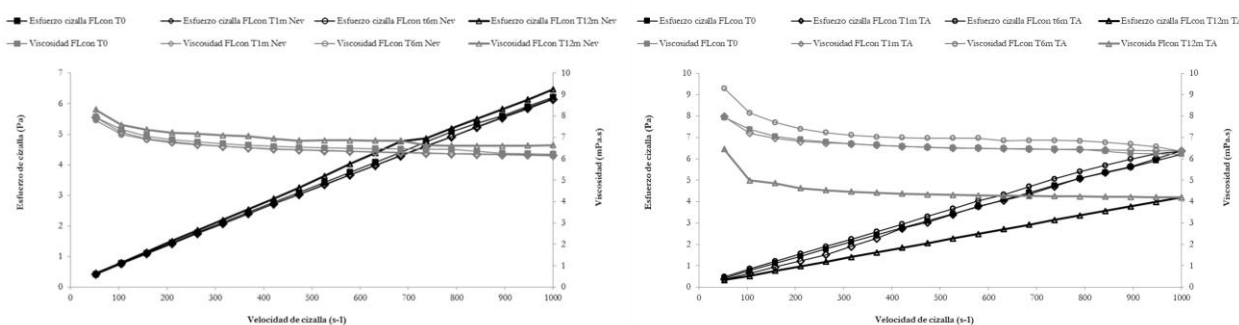 Esfuerzo cizalla FLcon T0 Esfuerzo cizalla FLcon T1m Nev Esfuerzo cizalla FLcon t6m Nev Esfuerzo cizalla FLcon T12m Nev
Viscosidad FLcon T0 Viscosidad FLcon T1m Nev Viscosidad FLcon T6m Nev Viscosidad FLcon T12m Nev
7 6 5 4 3 2 1 0
Esfuerzo de cizalla (Pa)
10 9 8 7 6 5 4 3 2 1 0
Viscosidad (mPa.s)
0 100 200 300 400 500 600 700 800 900 1000
Velocidad de cizalla (s-1)
Esfuerzo cizalla FLcon T0 Esfuerzo cizalla FLcon T1m TA Esfuerzo cizalla FLcon t6m TA Esfuerzo cizalla FLcon T12m TA
Viscosidad FLcon T0 Viscosidad FLcon T1m TA Viscosidad FLcon T6m TA Viscosida Flcon T12m TA
10 9 8 7 6 5 4 3 2 1 0
Esfuerzo de cizalla (Pa)
10 9 8 7 6 5 4 3 2 1 0
Viscosidad (mPa.s)
0 100 200 300 400 500 600 700 800 900 1000
Velocidad de cizalla (s-1)